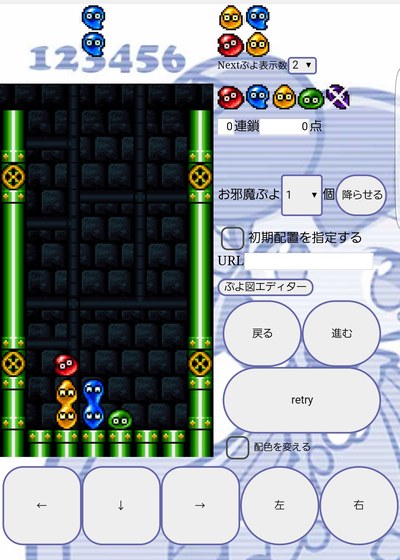 123456
Nextぷよ表示数 2 ▼
0連鎖 0点
お邪魔ぷよ 1 ▼ 個 降らせる
初期配置を指定する
URL
ぷよ図エディター
戻る 進む
retry
配色を変える
← ↓ → 左 右